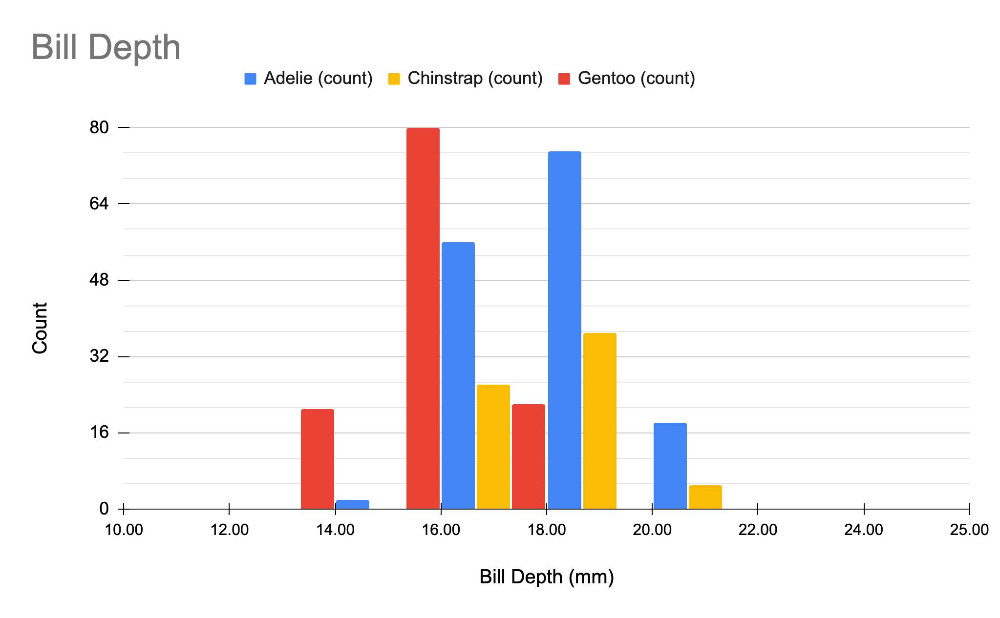 Bill Depth
Adelie (count) Chinstrap (count) Gentoo (count)
80
64
48
32
16
0
Count
10.00 12.00 14.00 16.00 18.00 20.00 22.00 24.00 25.00
Bill Depth (mm)